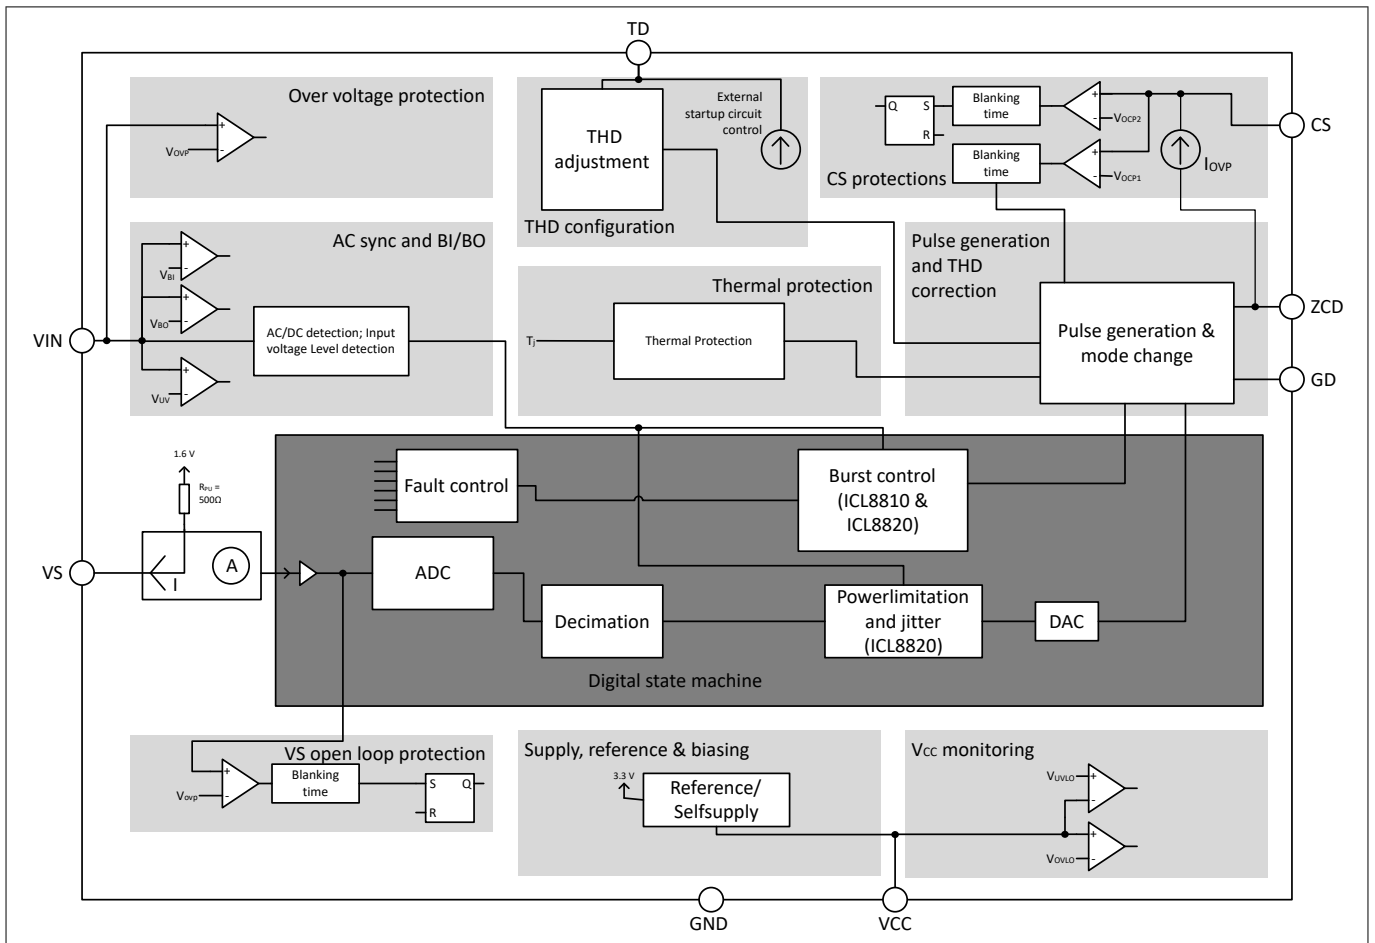 TD
Over voltage protection
+
-
VOVP
THD
adjustment
External
startup circuit
control
THD configuration
Q
S
R
Blanking
time
+
-
VOCP2
Blanking
time
+
-
VOCP1
CS protections
IOVP
CS
AC sync and BI/BO
+
-
VBI
+
-
VBO
+
-
VUV
VIN
AC/DC detection; Input
voltage Level detection
Thermal protection
Tj
Thermal Protection
Pulse generation
and THD
correction
Pulse generation &
mode change
ZCD
GD
1.6 V
RPU =
500Ω
VS
I
A
Fault control
Burst control
(ICL8810 &
ICL8820)
ADC
Decimation
Powerlimitation
and jitter
(ICL8820)
DAC
Digital state machine
VS open loop protection
+
-
Vovp
Blanking
time
S
Q
R
Supply, reference & biasing
3.3 V
Reference/
Selfsupply
VCC monitoring
VUVLO
+
-
+
-
VOVLO
GND
VCC